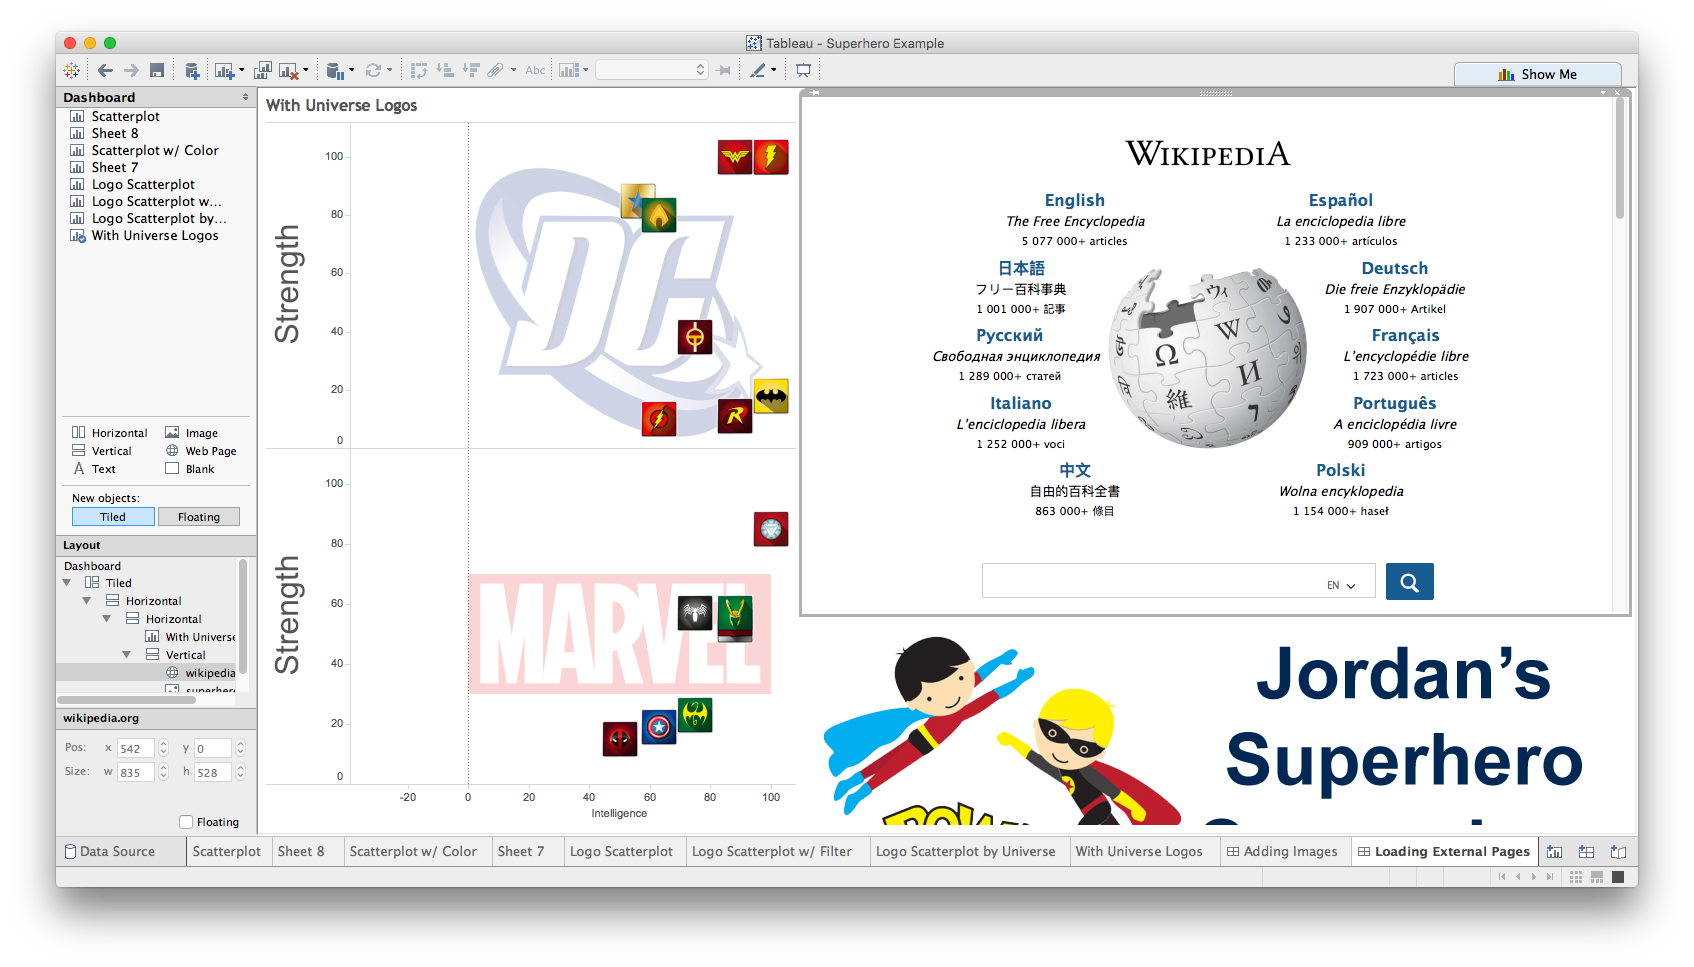 Tableau - Superhero Example
Abc
Show Me
Dashboard
Scatterplot
Sheet 8
Scatterplot w/ Color
Sheet 7
Logo Scatterplot
Logo Scatterplot w...
Logo Scatterplot by...
With Universe Logos
Horizontal
Image
Vertical
Web Page
Text
Blank
New objects:
Tiled
Floating
Layout
Dashboard
Tiled
Horizontal
Horizontal
With Universe
Vertical
wikipedia
superhero
wikipedia.org
Pos: x 542 y 0
Size: w 835 h 528
Floating
With Universe Logos
Strength
100
80
60
40
20
0
DC
Strength
100
80
60
40
20
0
MARVEL
-20 0 20 40 60 80 100
Intelligence
WIKIPEDIA
English
The Free Encyclopedia
5 077 000+ articles
Español
La enciclopedia libre
1 233 000+ artículos
日本語
フリー百科事典
1 001 000+ 記事
Deutsch
Die freie Enzyklopädie
1 907 000+ Artikel
Русский
Свободная энциклопедия
1 289 000+ статей
Français
L'encyclopédie libre
1 723 000+ articles
Italiano
L'enciclopedia libera
1 252 000+ voci
Português
A enciclopédia livre
909 000+ artigos
中文
自由的百科全書
863 000+ 條目
Polski
Wolna encyklopedia
1 154 000+ haseł
Ω W И 維 ウィ
EN
Jordan's
Superhero
POW
Data Source
Scatterplot
Sheet 8
Scatterplot w/ Color
Sheet 7
Logo Scatterplot
Logo Scatterplot w/ Filter
Logo Scatterplot by Universe
With Universe Logos
Adding Images
Loading External Pages